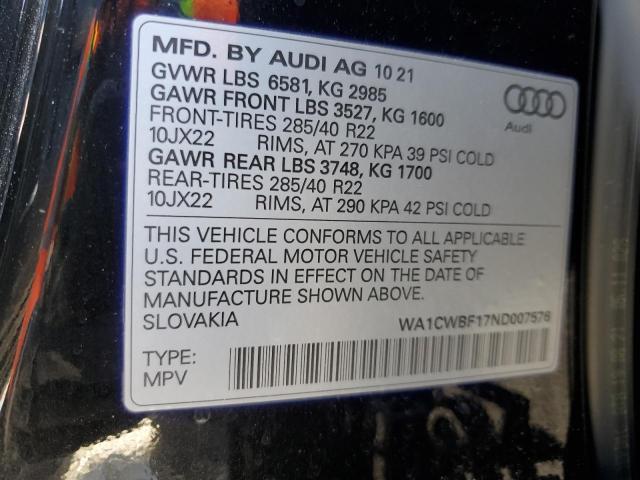 MFD. BY AUDI AG 10 21
GVWR LBS 6581, KG 2985
GAWR FRONT LBS 3527, KG 1600
FRONT-TIRES 285/40 R22
10JX22 RIMS, AT 270 KPA 39 PSI COLD
GAWR REAR LBS 3748, KG 1700
REAR-TIRES 285/40 R22
10JX22 RIMS, AT 290 KPA 42 PSI COLD
Audi
THIS VEHICLE CONFORMS TO ALL APPLICABLE
U.S. FEDERAL MOTOR VEHICLE SAFETY
STANDARDS IN EFFECT ON THE DATE OF
MANUFACTURE SHOWN ABOVE.
SLOVAKIA WA1CWBF17ND007576
TYPE:
MPV